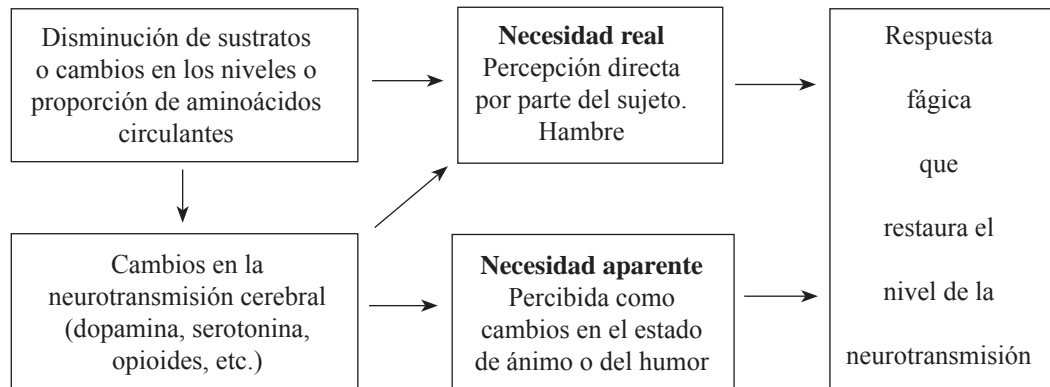 Disminución de sustratos
o cambios en los niveles o
proporción de aminoácidos
circulantes
Necesidad real
Percepción directa
por parte del sujeto.
Hambre
Cambios en la
neurotransmisión cerebral
(dopamina, serotonina,
opioides, etc.)
Necesidad aparente
Percibida como
cambios en el estado
de ánimo o del humor
Respuesta
fágica
que
restaura el
nivel de la
neurotransmisión